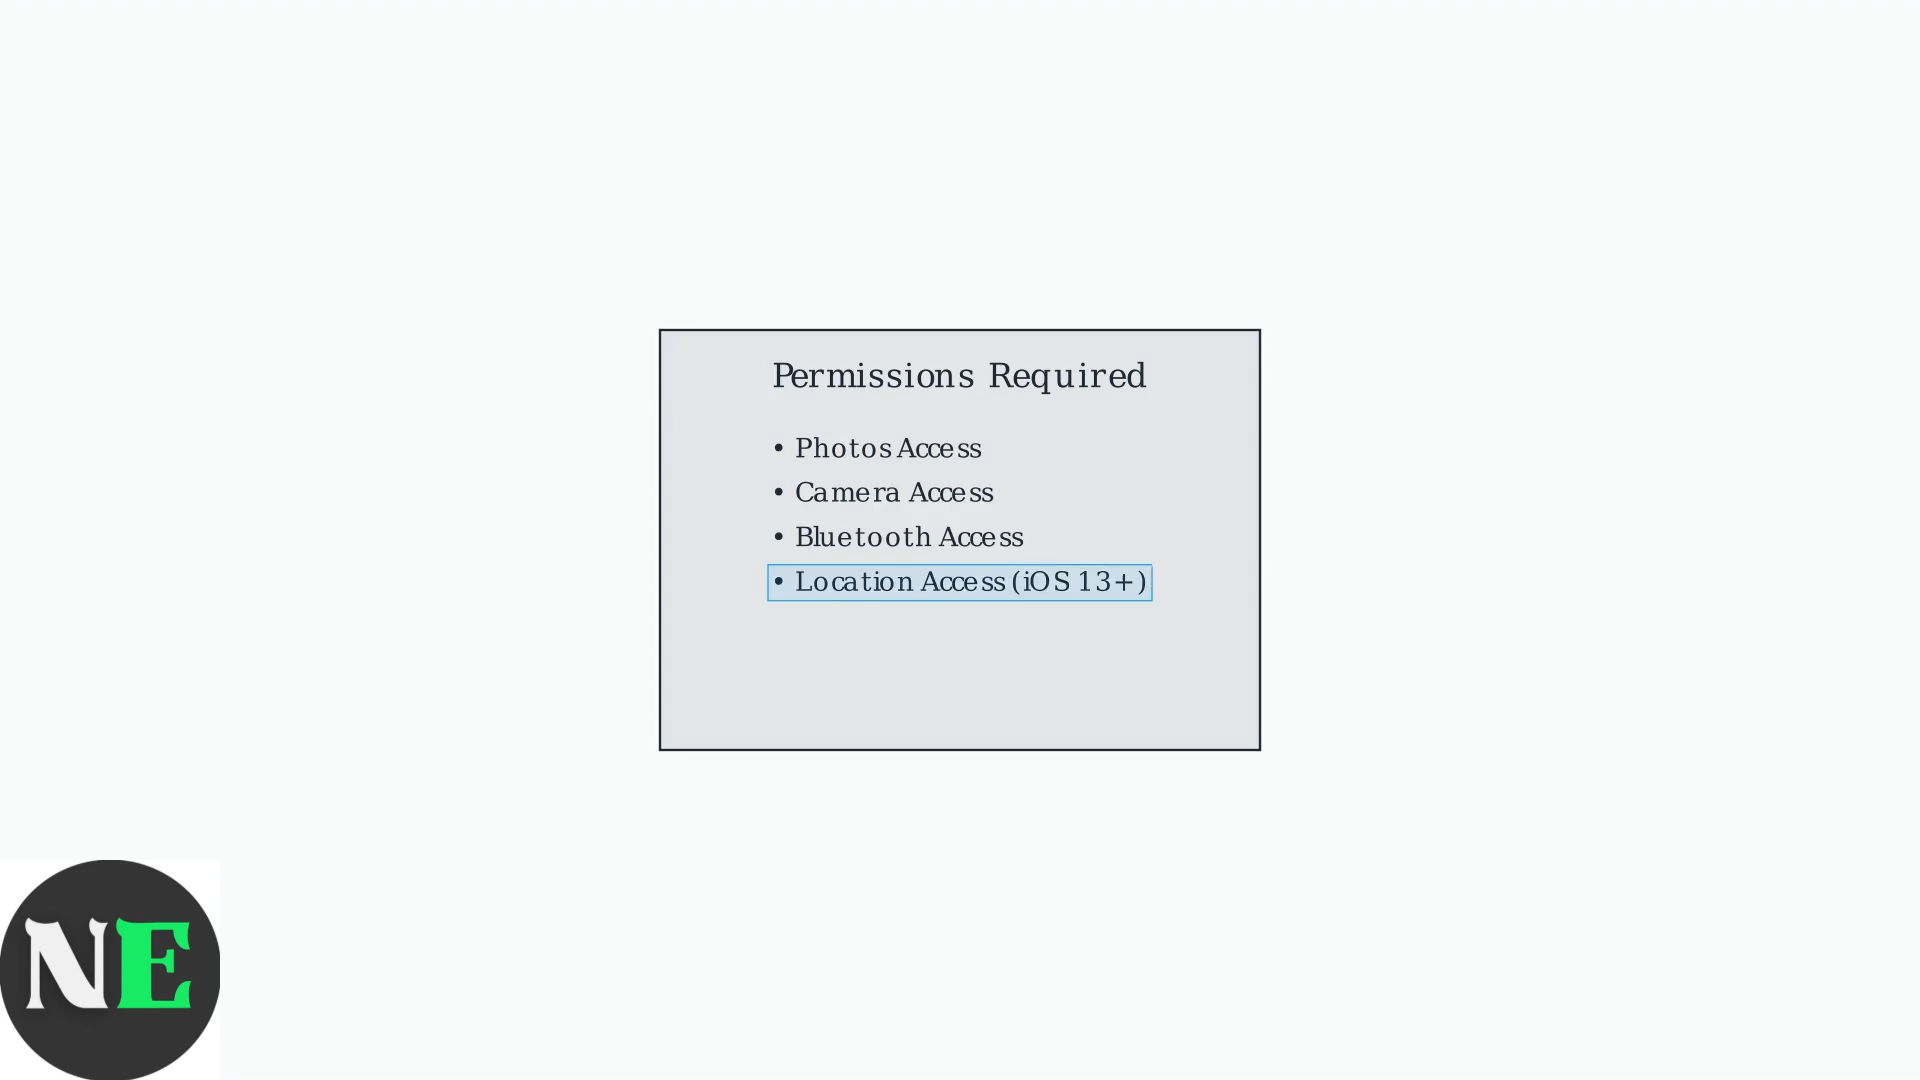 Permissions Required
• Photos Access
• Camera Access
• Bluetooth Access
• Location Access (iOS 13+)
NE